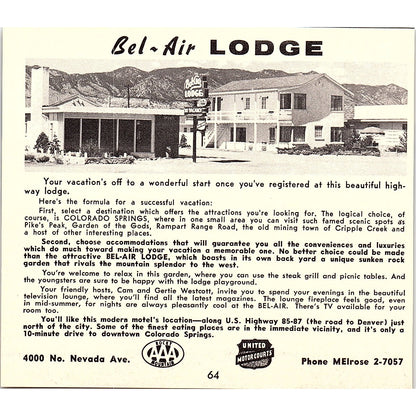 Bel-Air LODGE
Bel-Air
LODGE
Your vacation's off to a wonderful start once you've registered at this beautiful high-
way lodge.
Here's the formula for a successful vacation:
First, select a destination which offers the attractions you're looking for. The logical choice, of
course, is COLORADO SPRINGS, where in one small area you can visit such famed scenic spots as
Pike's Peak, Garden of the Gods, Rampart Range Road, the old mining town of Cripple Creek and
a host of other interesting places.
Second, choose accommodations that will guarantee you all the conveniences and luxuries
which do much toward making your vacation a memorable one. No better choice could be made
than the attractive BEL-AIR LODGE, which boasts in its own back yard a unique sunken rock
garden that rivals the mountain splendor to the west.
You're welcome to relax in this garden, where you can use the steak grill and picnic tables. And
the youngsters are sure to be happy with the lodge playground.
Your friendly hosts, Cam and Gertie Westcott, invite you to spend your evenings in the beautiful
television lounge, where you'll find all the latest magazines. The lounge fireplace feels good, even
in mid-summer, for nights are always pleasantly cool at the BEL-AIR. There's TV available for your
room too.
You'll like this modern motel's location—along U.S. Highway 85-87 (the road to Denver) just
north of the city. Some of the finest eating places are in the immediate vicinity, and it's only a
10-minute drive to downtown Colorado Springs.
4000 No. Nevada Ave.
AAA
UNITED
MOTOR COURTS
Phone MElrose 2-7057
64